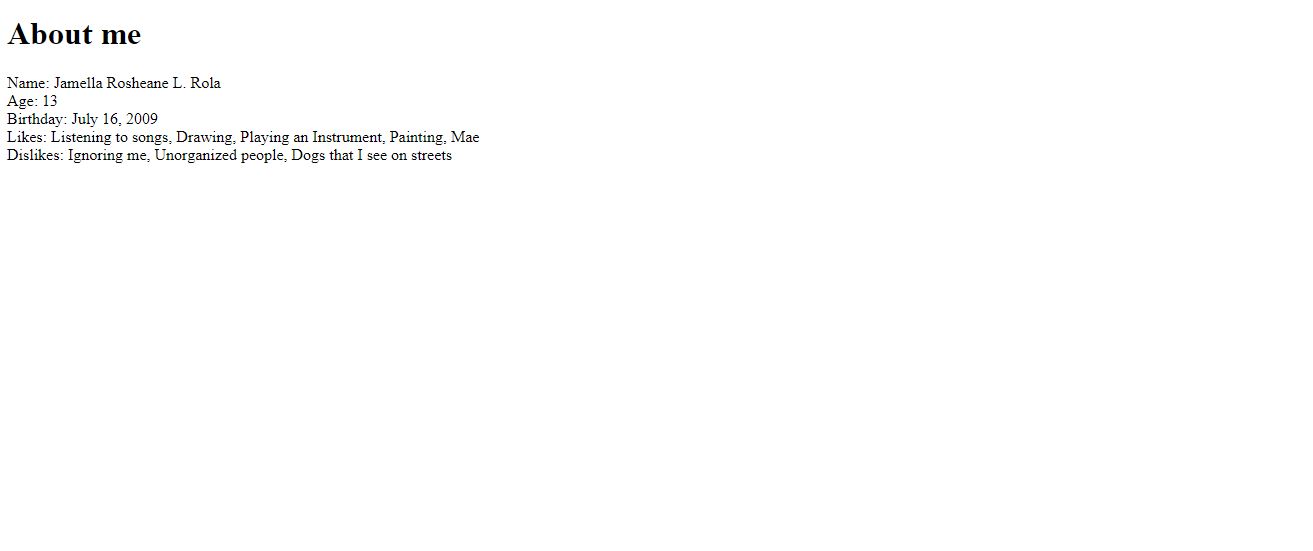 About me
Name: Jamella Rosheane L. Rola
Age: 13
Birthday: July 16, 2009
Likes: Listening to songs, Drawing, Playing an Instrument, Painting, Mae
Dislikes: Ignoring me, Unorganized people, Dogs that I see on streets